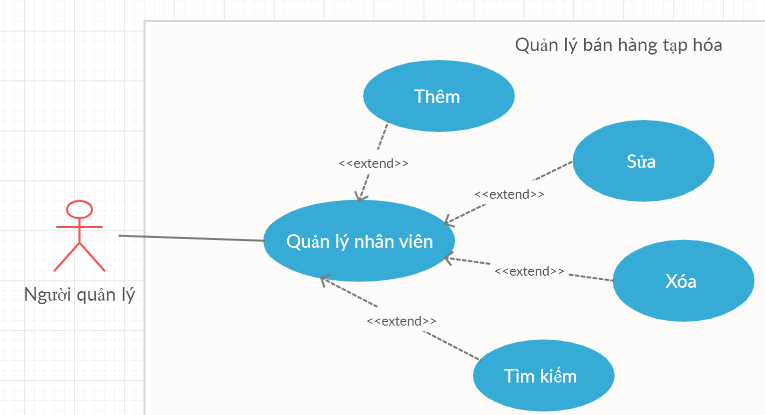 Quản lý bán hàng tạp hóa
Thêm
<<extend>>
Sửa
<<extend>>
Quản lý nhân viên
<<extend>>
Xóa
Người quản lý
<<extend>>
Tìm kiếm